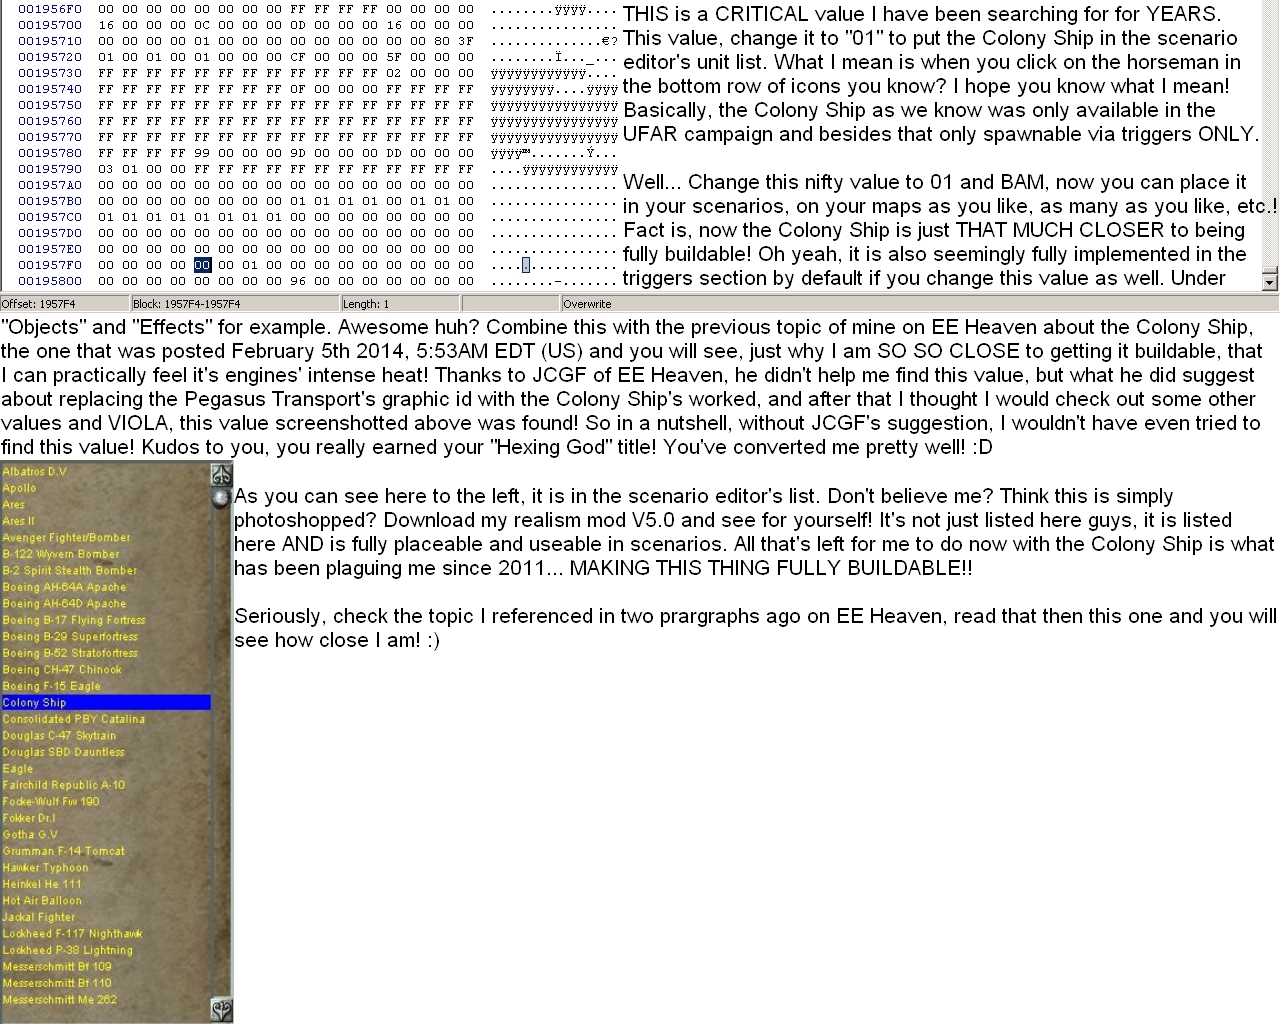 001956F0 00 00 00 00 00 00 00 00 FF FF FF FF 00 00 00 00 ........ÿÿÿÿ....
00195700 16 00 00 00 0C 00 00 00 0D 00 00 00 16 00 00 00 ................
00195710 00 00 00 00 01 00 00 00 00 00 00 00 00 00 80 3F ..............€?
00195720 01 00 01 00 01 00 00 00 CF 00 00 00 5F 00 00 00 ........Ï..._...
00195730 FF FF FF FF FF FF FF FF FF FF FF FF 02 00 00 00 ÿÿÿÿÿÿÿÿÿÿÿÿ....
00195740 FF FF FF FF FF FF FF FF 0F 00 00 00 FF FF FF FF ÿÿÿÿÿÿÿÿ....ÿÿÿÿ
00195750 FF FF FF FF FF FF FF FF FF FF FF FF FF FF FF FF ÿÿÿÿÿÿÿÿÿÿÿÿÿÿÿÿ
00195760 FF FF FF FF FF FF FF FF FF FF FF FF FF FF FF FF ÿÿÿÿÿÿÿÿÿÿÿÿÿÿÿÿ
00195770 FF FF FF FF FF FF FF FF FF FF FF FF FF FF FF FF ÿÿÿÿÿÿÿÿÿÿÿÿÿÿÿÿ
00195780 FF FF FF FF 99 00 00 00 9D 00 00 00 DD 00 00 00 ÿÿÿÿ™.......Ý...
00195790 03 01 00 00 FF FF FF FF FF FF FF FF FF FF FF FF ....ÿÿÿÿÿÿÿÿÿÿÿÿ
001957A0 00 00 00 00 00 00 00 00 00 00 00 00 00 00 00 00 ................
001957B0 00 00 00 00 00 00 00 00 01 01 01 01 00 01 01 00 ................
001957C0 01 01 01 01 01 01 01 01 00 00 00 00 00 00 00 00 ................
001957D0 00 00 00 00 00 00 00 00 00 00 00 00 00 00 00 00 ................
001957E0 00 00 00 00 00 00 00 00 00 00 00 00 00 00 00 00 ................
001957F0 00 00 00 00 00 00 01 00 00 00 00 00 00 00 00 00 ................
00195800 00 00 00 00 00 00 00 00 96 00 00 00 00 00 00 00 ........–.......
Offset: 1957F4 Block: 1957F4-1957F4 Length: 1 Overwrite
THIS is a CRITICAL value I have been searching for for YEARS.
This value, change it to "01" to put the Colony Ship in the scenario
editor's unit list. What I mean is when you click on the horseman in
the bottom row of icons you know? I hope you know what I mean!
Basically, the Colony Ship as we know was only available in the
UFAR campaign and besides that only spawnable via triggers ONLY.
Well... Change this nifty value to 01 and BAM, now you can place it
in your scenarios, on your maps as you like, as many as you like, etc.!
Fact is, now the Colony Ship is just THAT MUCH CLOSER to being
fully buildable! Oh yeah, it is also seemingly fully implemented in the
triggers section by default if you change this value as well. Under
"Objects" and "Effects" for example. Awesome huh? Combine this with the previous topic of mine on EE Heaven about the Colony Ship,
the one that was posted February 5th 2014, 5:53AM EDT (US) and you will see, just why I am SO SO CLOSE to getting it buildable, that
I can practically feel it's engines' intense heat! Thanks to JCGF of EE Heaven, he didn't help me find this value, but what he did suggest
about replacing the Pegasus Transport's graphic id with the Colony Ship's worked, and after that I thought I would check out some other
values and VIOLA, this value screenshotted above was found! So in a nutshell, without JCGF's suggestion, I wouldn't have even tried to
find this value! Kudos to you, you really earned your "Hexing God" title! You've converted me pretty well! :D
Albatros D.V
Apollo
Ares
Ares II
Avenger Fighter/Bomber
B-122 Wyvern Bomber
B-2 Spirit Stealth Bomber
Boeing AH-64A Apache
Boeing AH-64D Apache
Boeing B-17 Flying Fortress
Boeing B-29 Superfortress
Boeing B-52 Stratofortress
Boeing CH-47 Chinook
Boeing F-15 Eagle
Colony Ship
Consolidated PBY Catalina
Douglas C-47 Skytrain
Douglas SBD Dauntless
Eagle
Fairchild Republic A-10
Focke-Wulf Fw 190
Fokker Dr.I
Gotha G.V
Grumman F-14 Tomcat
Hawker Typhoon
Heinkel He 111
Hot Air Balloon
Jackal Fighter
Lockheed F-117 Nighthawk
Lockheed P-38 Lightning
Messerschmitt Bf 109
Messerschmitt Bf 110
Messerschmitt Me 262
As you can see here to the left, it is in the scenario editor's list. Don't believe me? Think this is simply
photoshopped? Download my realism mod V5.0 and see for yourself! It's not just listed here guys, it is listed
here AND is fully placeable and useable in scenarios. All that's left for me to do now with the Colony Ship is what
has been plaguing me since 2011... MAKING THIS THING FULLY BUILDABLE!!
Seriously, check the topic I referenced in two prargraphs ago on EE Heaven, read that then this one and you will
see how close I am! :)